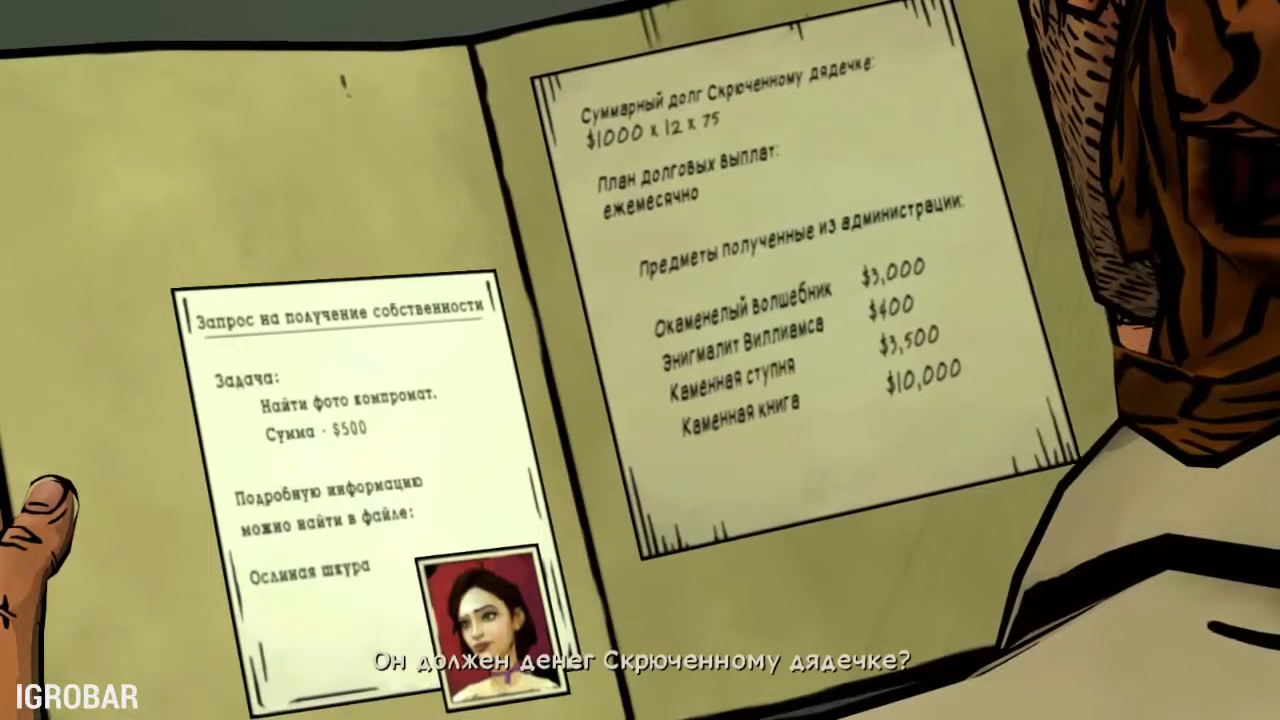 Запрос на получение собственности
Задача:
Найти фото компромат.
Сумма - $500
Подробную информацию
можно найти в файле:
Ослиная шкура
Суммарный долг Скрюченному дядечке:
$1000 x 12 x 75
План долговых выплат:
ежемесячно
Предметы полученные из администрации:
Окаменелый волшебник $3,000
Энигмалит Виллиамса $400
Каменная ступня $3,500
Каменная книга $10,000
Он должен денег Скрюченному дядечке?
IGROBAR